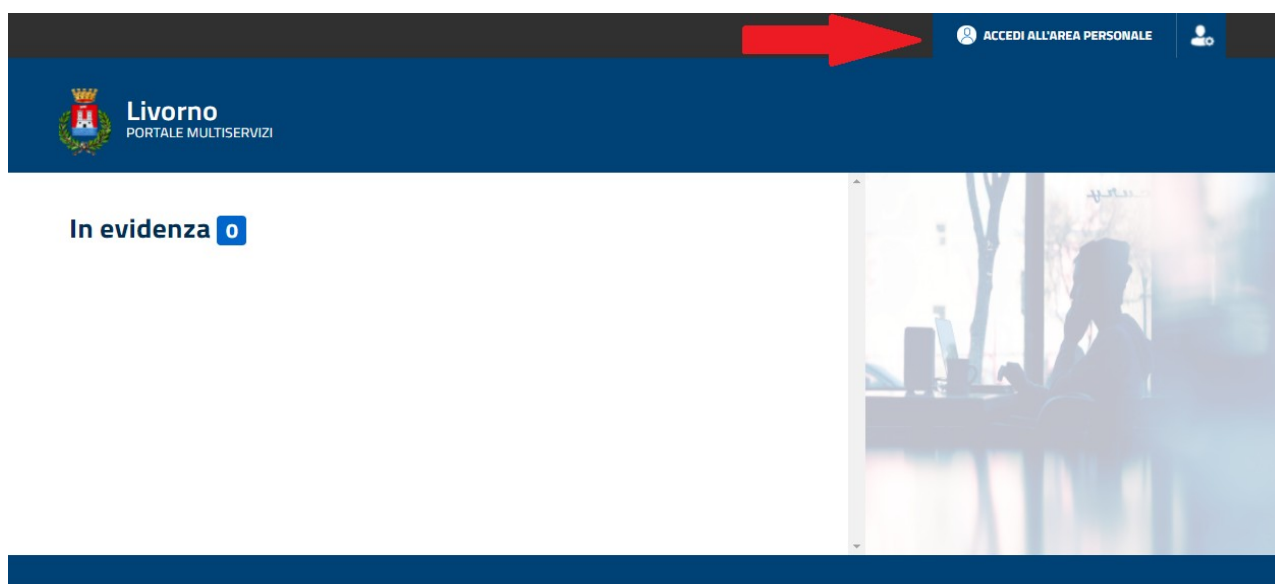 ACCEDI ALL'AREA PERSONALE
Livorno
PORTALE MULTISERVIZI
In evidenza 0